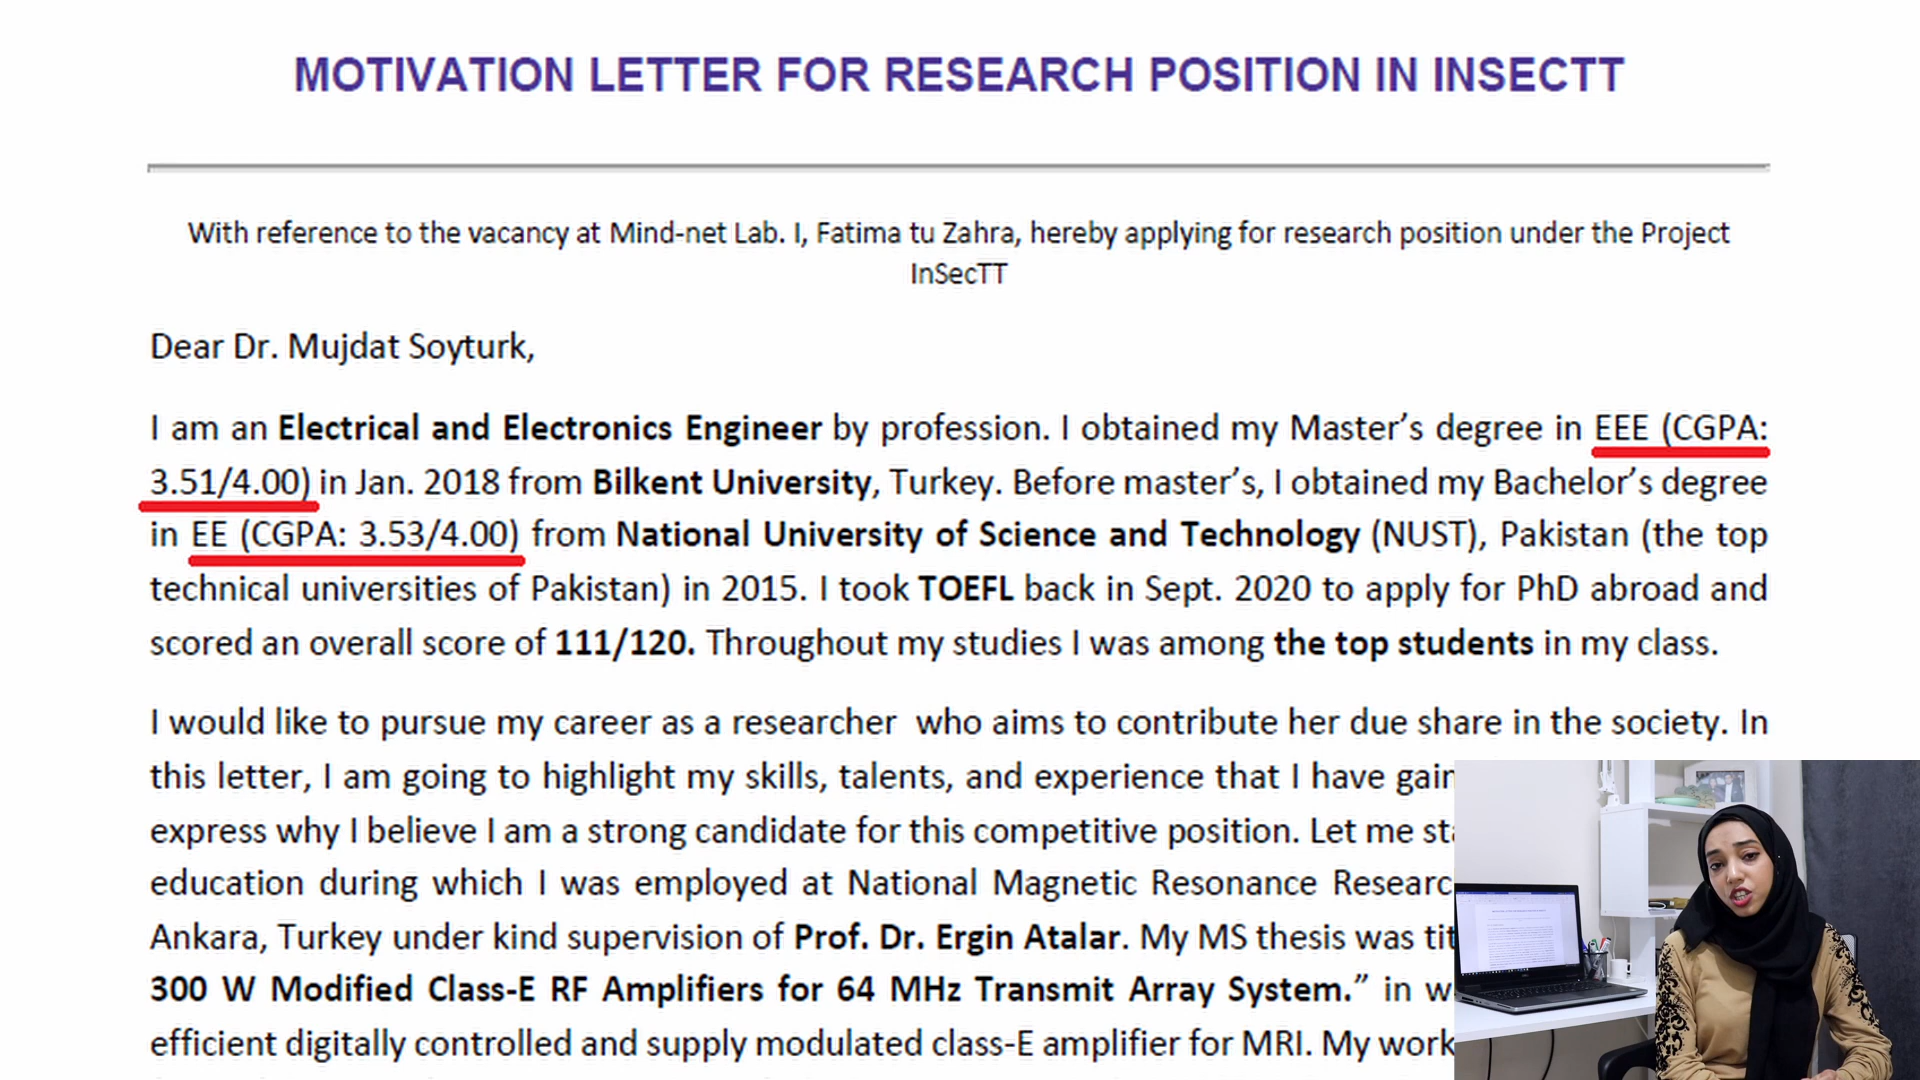 MOTIVATION LETTER FOR RESEARCH POSITION IN INSECTT
With reference to the vacancy at Mind-net Lab. I, Fatima tu Zahra, hereby applying for research position under the Project
InSecTT
Dear Dr. Mujdat Soyturk,
I am an Electrical and Electronics Engineer by profession. I obtained my Master’s degree in EEE (CGPA:
3.51/4.00) in Jan. 2018 from Bilkent University, Turkey. Before master’s, I obtained my Bachelor’s degree
in EE (CGPA: 3.53/4.00) from National University of Science and Technology (NUST), Pakistan (the top
technical universities of Pakistan) in 2015. I took TOEFL back in Sept. 2020 to apply for PhD abroad and
scored an overall score of 111/120. Throughout my studies I was among the top students in my class.
I would like to pursue my career as a researcher who aims to contribute her due share in the society. In
this letter, I am going to highlight my skills, talents, and experience that I have
express why I believe I am a strong candidate for this competitive position. Let me
education during which I was employed at National Magnetic Resonance
Ankara, Turkey under kind supervision of Prof. Dr. Ergin Atalar. My MS thesis was
300 W Modified Class-E RF Amplifiers for 64 MHz Transmit Array System.” in
efficient digitally controlled and supply modulated class-E amplifier for MRI. My work